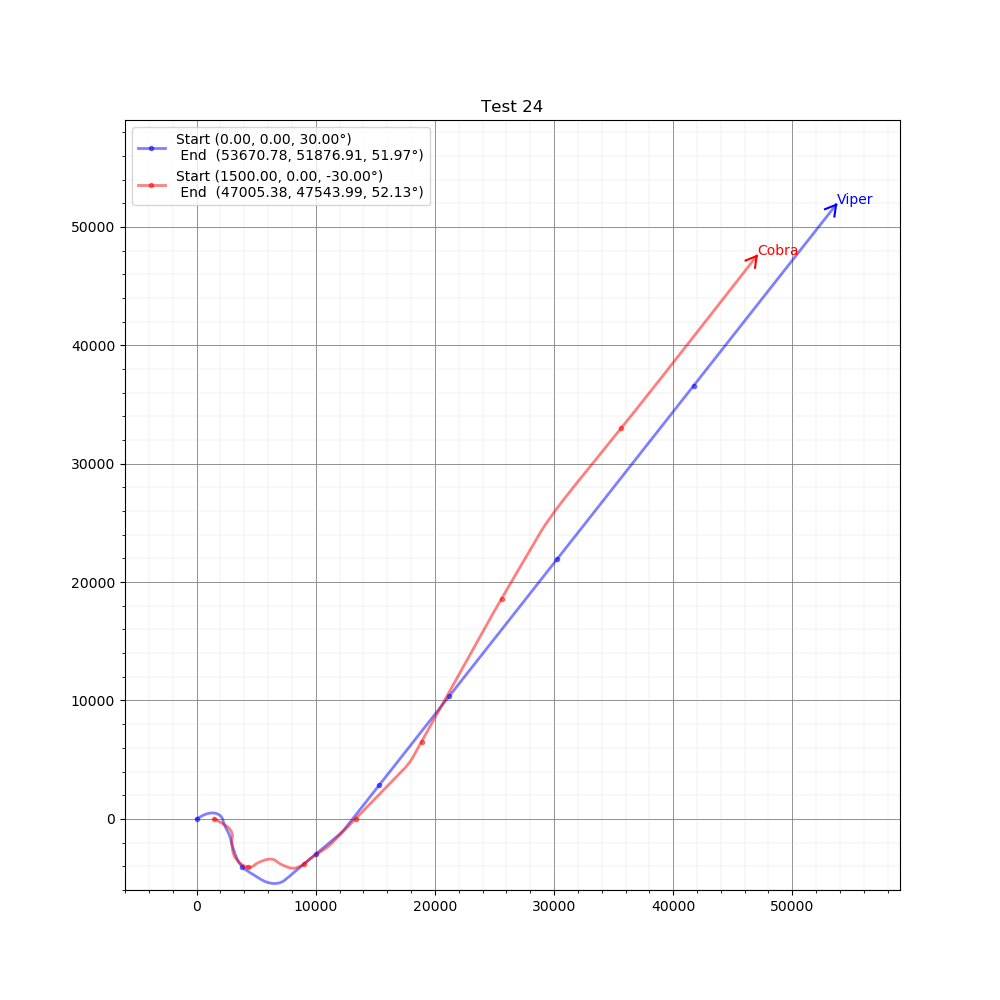 Test 24
Start (0.00, 0.00, 30.00°)
End  (53670.78, 51876.91, 51.97°)
Start (1500.00, 0.00, -30.00°)
End  (47005.38, 47543.99, 52.13°)
Viper
Cobra
50000
40000
30000
20000
10000
0
0 10000 20000 30000 40000 50000